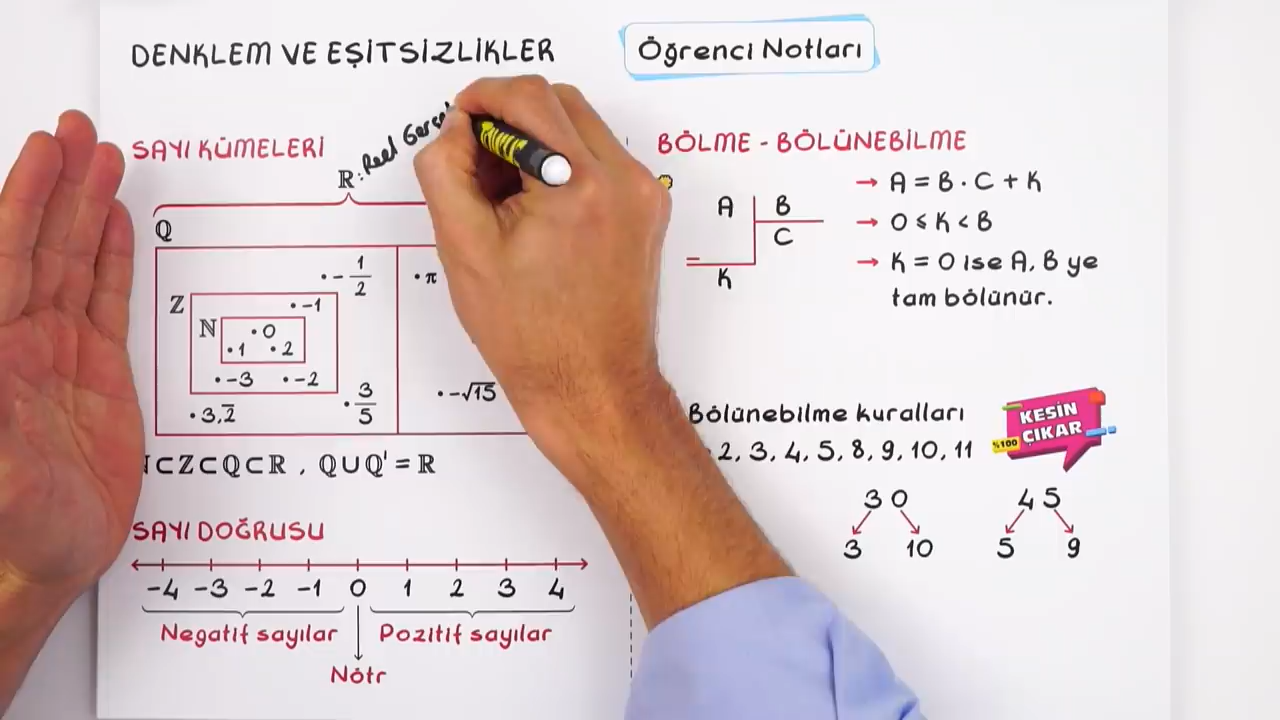 DENKLEM VE EŞİTSİZLİKLER
Öğrenci Notları
SAYI KÜMELERİ
ℝ: Reel
Q
Z
N
• 0
• 1 • 2
• -1
• -3 • -2
• -1/2
• 3,2̅
• 3/5
• π
• -√15
⊂ Z ⊂ Q ⊂ ℝ , Q ∪ Q' = ℝ
SAYI DOĞRUSU
-4 -3 -2 -1 0 1 2 3 4
Negatif sayılar Pozitif sayılar
Nötr
BÖLME - BÖLÜNEBİLME
A B
C
K
→ A = B . C + K
→ 0 ≤ K < B
→ K = 0 ise A, B ye
tam bölünür.
Bölünebilme kuralları
2, 3, 4, 5, 8, 9, 10, 11
KESİN
%100 ÇIKAR
30
3 10
45
5 9